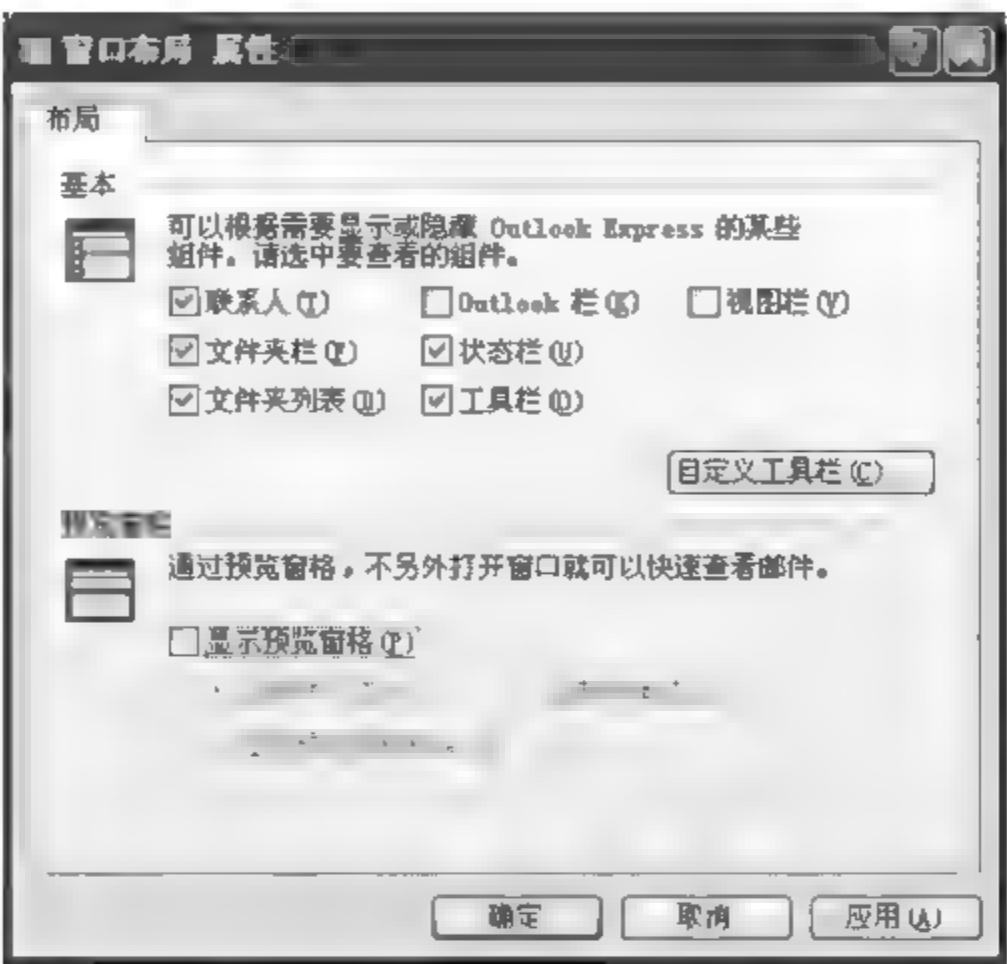 窗口布局 属性
布局
基本
可以根据需要显示或隐藏 Outlook Express 的某些
组件。请选中要查看的组件。
联系人(T) Outlook 栏(K) 视图栏(V)
文件夹栏(F) 状态栏(U)
文件夹列表 工具栏(O)
自定义工具栏(C)
预览窗格
通过预览窗格，不另外打开窗口就可以快速查看邮件。
显示预览窗格(P)
确定 取消 应用(A)